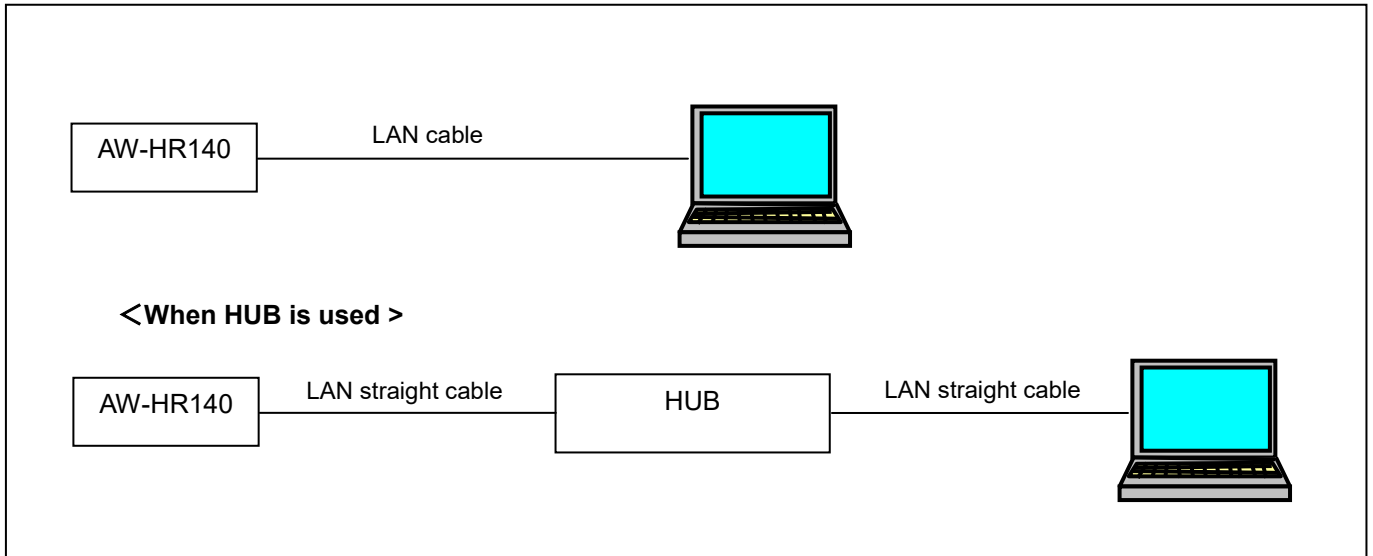 AW-HR140
LAN cable
＜When HUB is used >
AW-HR140
LAN straight cable
HUB
LAN straight cable